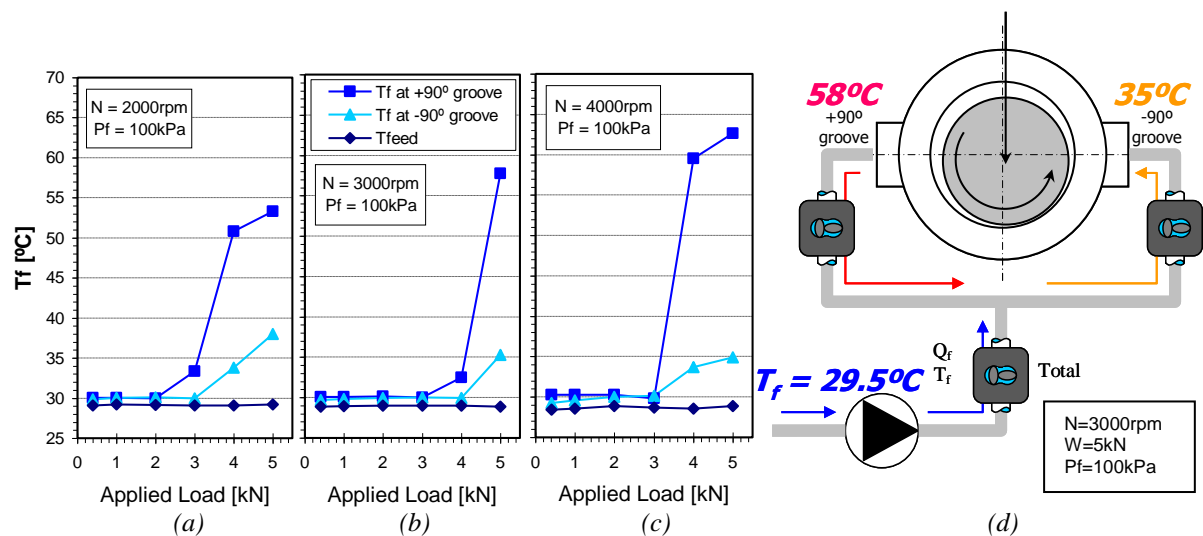 Tf [ºC]
70
65
60
55
50
45
40
35
30
25
N = 2000rpm
Pf = 100kPa
0 1 2 3 4 5
Applied Load [kN]
(a)
Tf at +90º groove
Tf at -90º groove
Tfeed
N = 3000rpm
Pf = 100kPa
0 1 2 3 4 5
Applied Load [kN]
(b)
N = 4000rpm
Pf = 100kPa
0 1 2 3 4 5
Applied Load [kN]
(c)
58ºC
+90º
groove
35ºC
-90º
groove
Qf
Tf
Total
Tf = 29.5ºC
N=3000rpm
W=5kN
Pf=100kPa
(d)